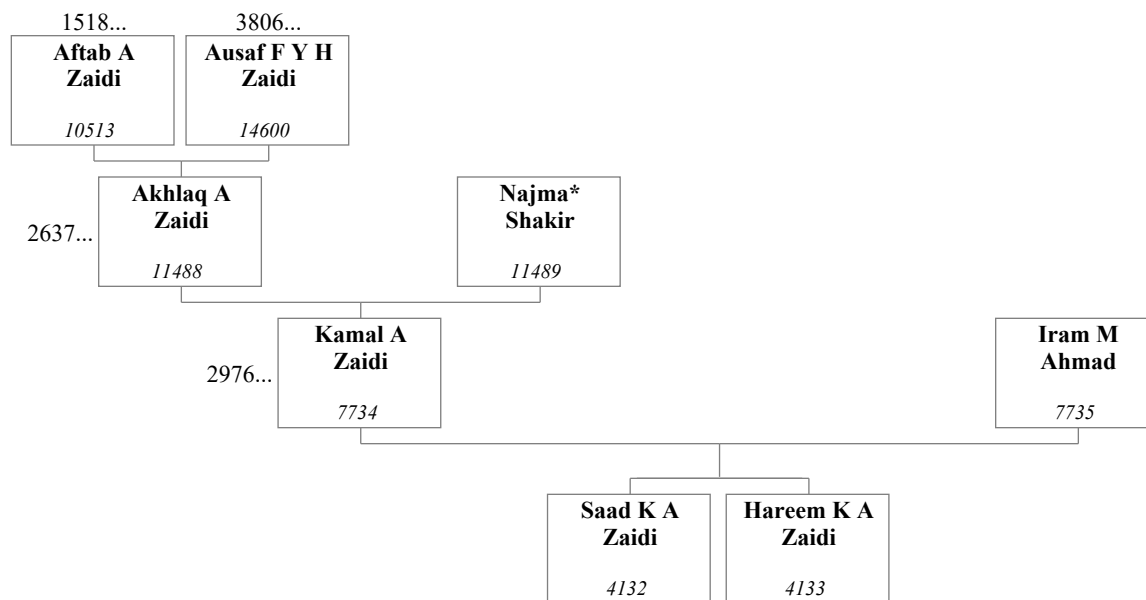 1518...
3806...
Aftab A
Zaidi
10513
Ausaf F Y H
Zaidi
14600
2637...
Akhlaq A
Zaidi
11488
Najma*
Shakir
11489
2976...
Kamal A
Zaidi
7734
Iram M
Ahmad
7735
Saad K A
Zaidi
4132
Hareem K A
Zaidi
4133